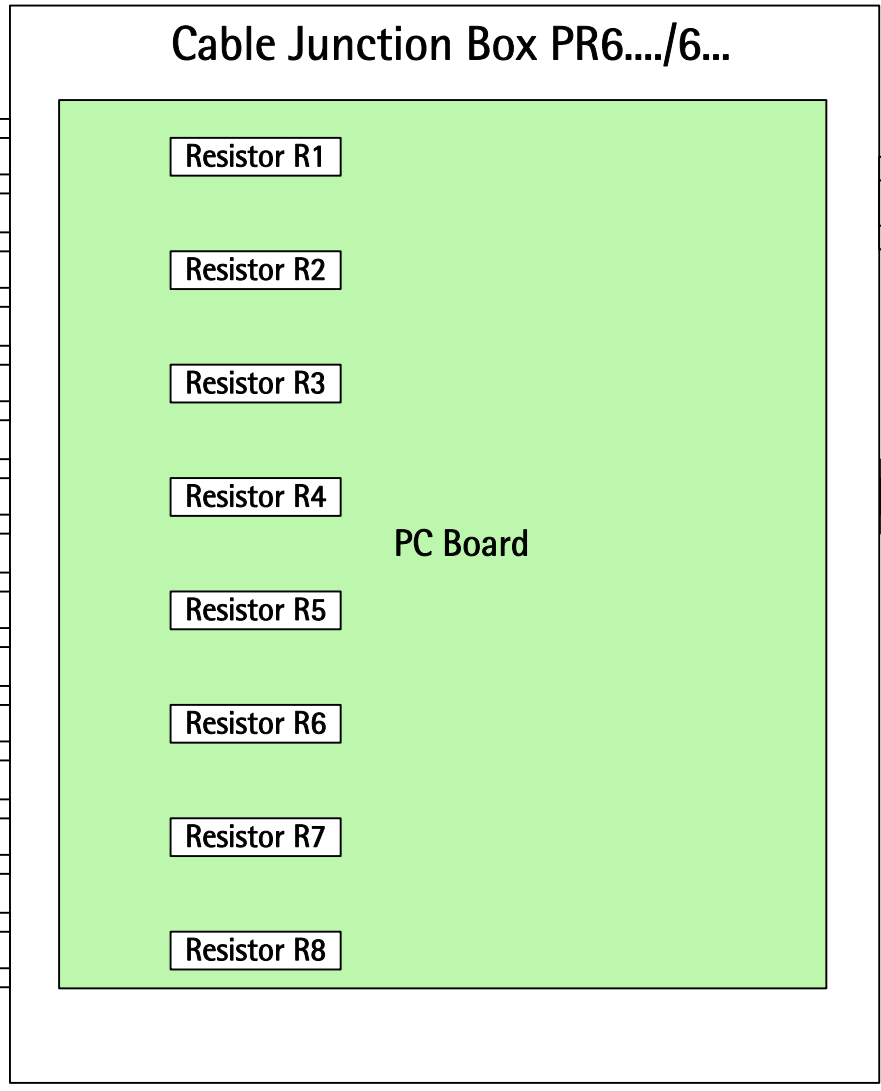 Cable Junction Box PR6..../6...
Resistor R1
Resistor R2
Resistor R3
Resistor R4
PC Board
Resistor R5
Resistor R6
Resistor R7
Resistor R8